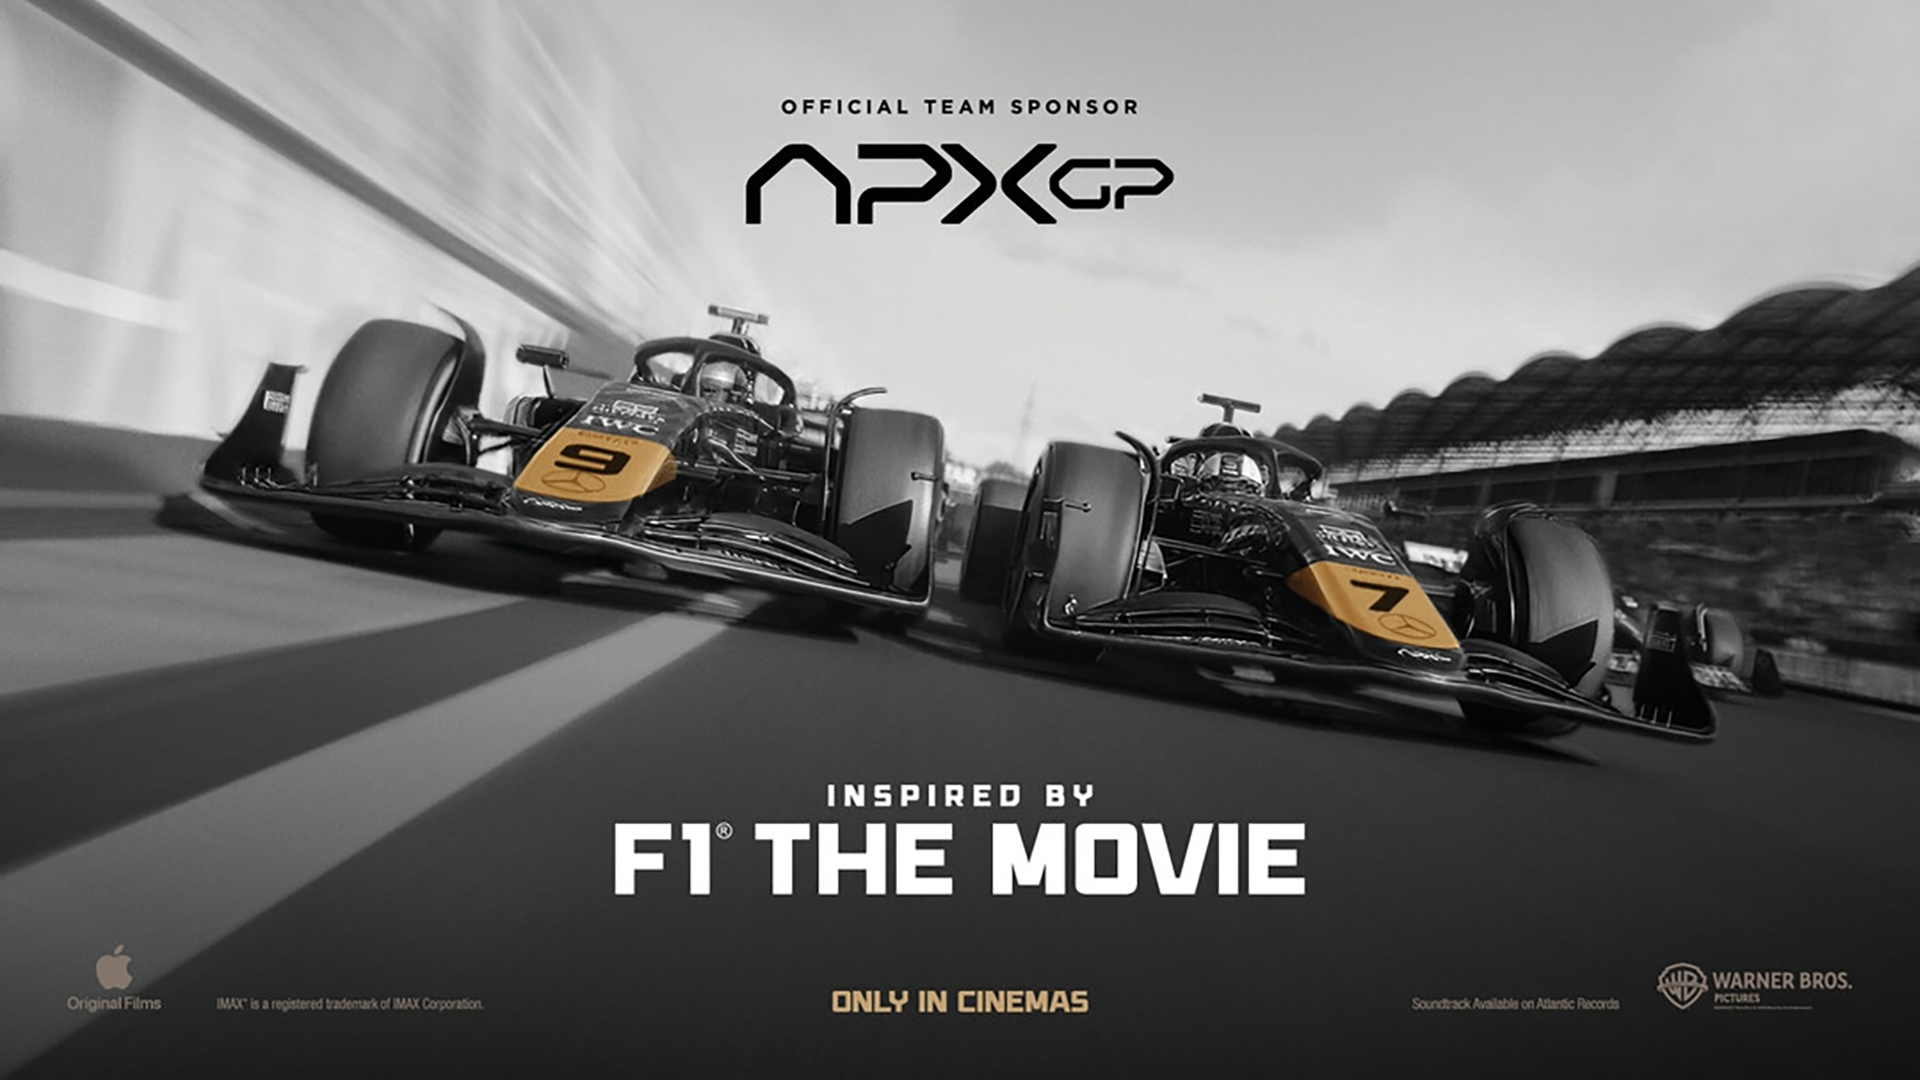 OFFICIAL TEAM SPONSOR
APXGP
IWC
9
IWC
7
INSPIRED BY
F1® THE MOVIE
Original Films
IMAX® is a registered trademark of IMAX Corporation.
ONLY IN CINEMAS
Soundtrack Available on Atlantic Records
WB
WARNER BROS.
PICTURES